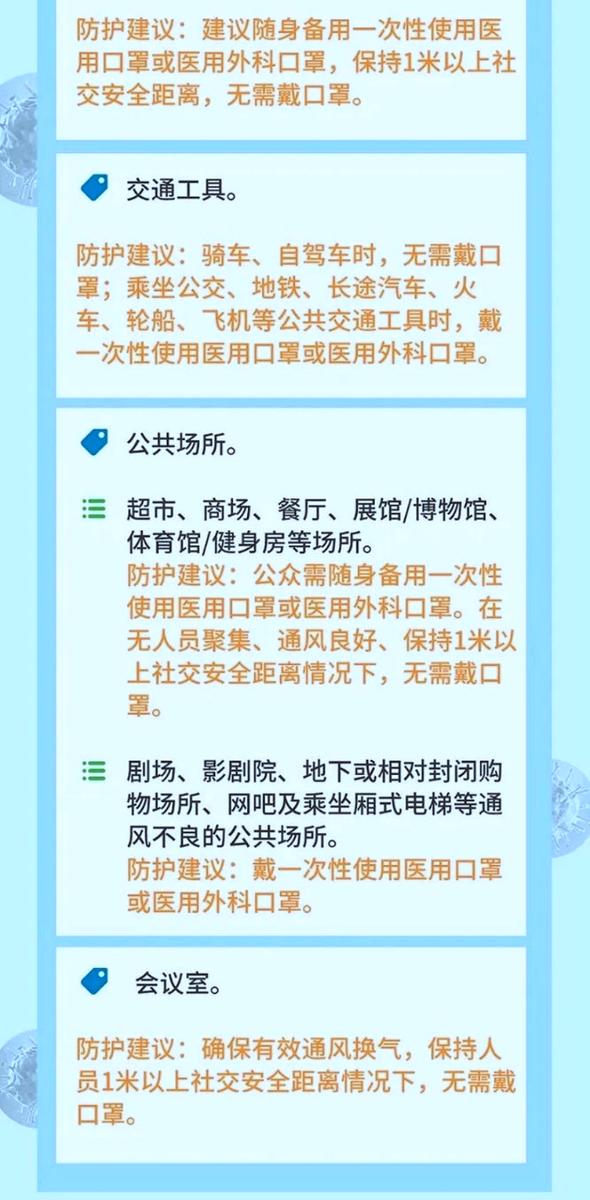 防护建议：建议随身备用一次性使用医
用口罩或医用外科口罩，保持1米以上社
交安全距离，无需戴口罩。
交通工具。
防护建议：骑车、自驾车时，无需戴口
罩；乘坐公交、地铁、长途汽车、火
车、轮船、飞机等公共交通工具时，戴
一次性使用医用口罩或医用外科口罩。
公共场所。
超市、商场、餐厅、展馆/博物馆、
体育馆/健身房等场所。
防护建议：公众需随身备用一次性
使用医用口罩或医用外科口罩。在
无人员聚集、通风良好、保持1米以
上社交安全距离情况下，无需戴口
罩。
剧场、影剧院、地下或相对封闭购
物场所、网吧及乘坐厢式电梯等通
风不良的公共场所。
防护建议：戴一次性使用医用口罩
或医用外科口罩。
会议室。
防护建议：确保有效通风换气，保持人
员1米以上社交安全距离情况下，无需戴
口罩。